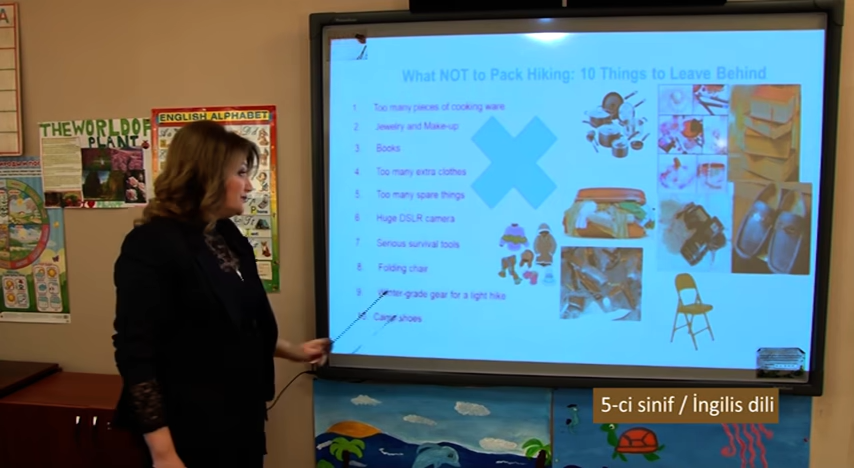 A
THE WORLD OF
PLANT
ENGLISH ALPHABET
What NOT to Pack Hiking: 10 Things to Leave Behind
1 Too many pieces of cooking ware
2 Jewelry and Make-up
3 Books
4 Too many extra clothes
5 Too many spare things
6 Huge DSLR camera
7 Serious survival tools
8. Folding chair
9 Winter-grade gear for a light hike
10 Camp shoes
5-ci sinif / İngilis dili